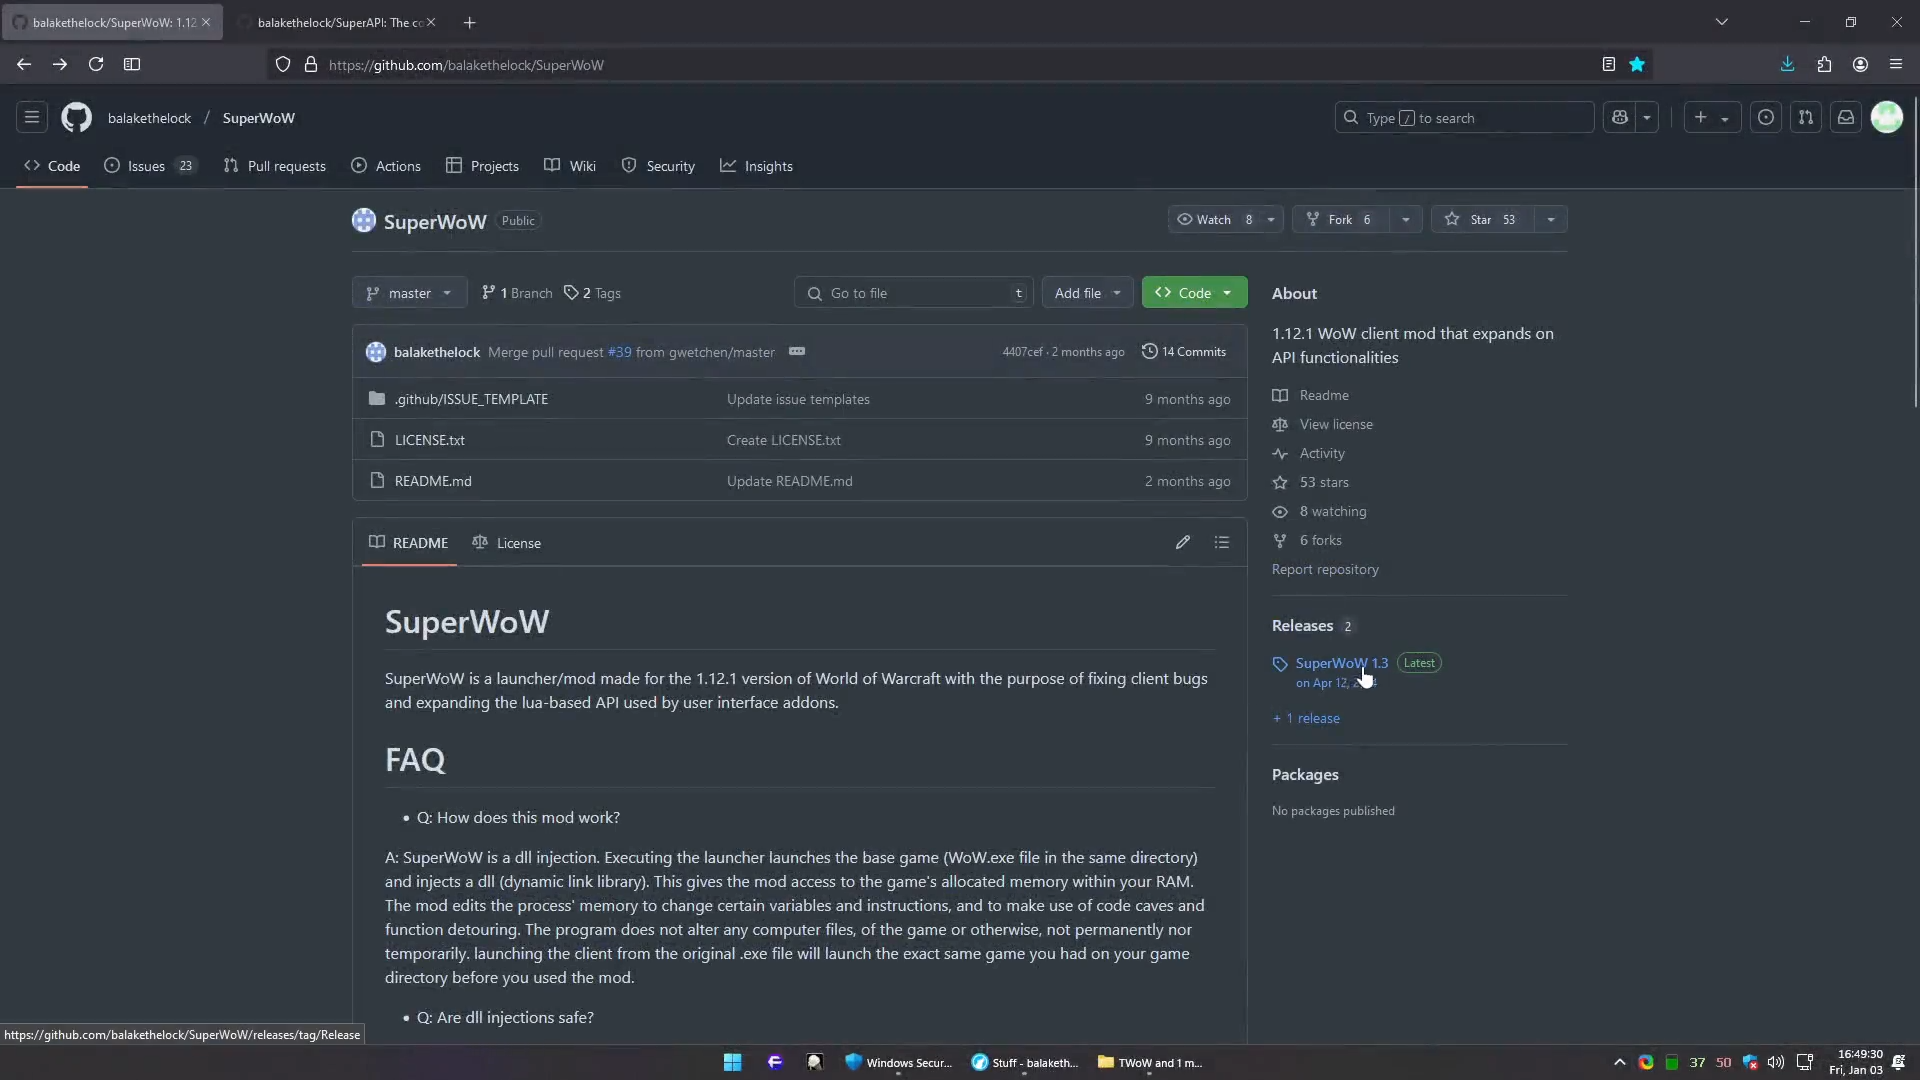 balakethelock/SuperWoW: 1.12
balakethelock/SuperAPI: The co
https://github.com/balakethelock/SuperWoW
balakethelock / SuperWoW
Type / to search
Code
Issues 23
Pull requests
Actions
Projects
Wiki
Security
Insights
SuperWoW Public
Watch 8
Fork 6
Star 53
master
1 Branch
2 Tags
Go to file t
Add file
Code
balakethelock Merge pull request #39 from gwetchen/master
4407cef · 2 months ago
14 Commits
.github/ISSUE_TEMPLATE Update issue templates 9 months ago
LICENSE.txt Create LICENSE.txt 9 months ago
README.md Update README.md 2 months ago
README
License
SuperWoW
SuperWoW is a launcher/mod made for the 1.12.1 version of World of Warcraft with the purpose of fixing client bugs
and expanding the lua-based API used by user interface addons.
FAQ
• Q: How does this mod work?
A: SuperWoW is a dll injection. Executing the launcher launches the base game (WoW.exe file in the same directory)
and injects a dll (dynamic link library). This gives the mod access to the game's allocated memory within your RAM.
The mod edits the process' memory to change certain variables and instructions, and to make use of code caves and
function detouring. The program does not alter any computer files, of the game or otherwise, not permanently nor
temporarily. launching the client from the original .exe file will launch the exact same game you had on your game
directory before you used the mod.
• Q: Are dll injections safe?
About
1.12.1 WoW client mod that expands on
API functionalities
Readme
View license
Activity
53 stars
8 watching
6 forks
Report repository
Releases 2
SuperWoW 1.3 Latest
on Apr 12,
+ 1 release
Packages
No packages published
https://github.com/balakethelock/SuperWoW/releases/tag/Release
Windows Secur...
Stuff - balaketh...
TWoW and 1 m...
37
50
16:49:30
Fri, Jan 03